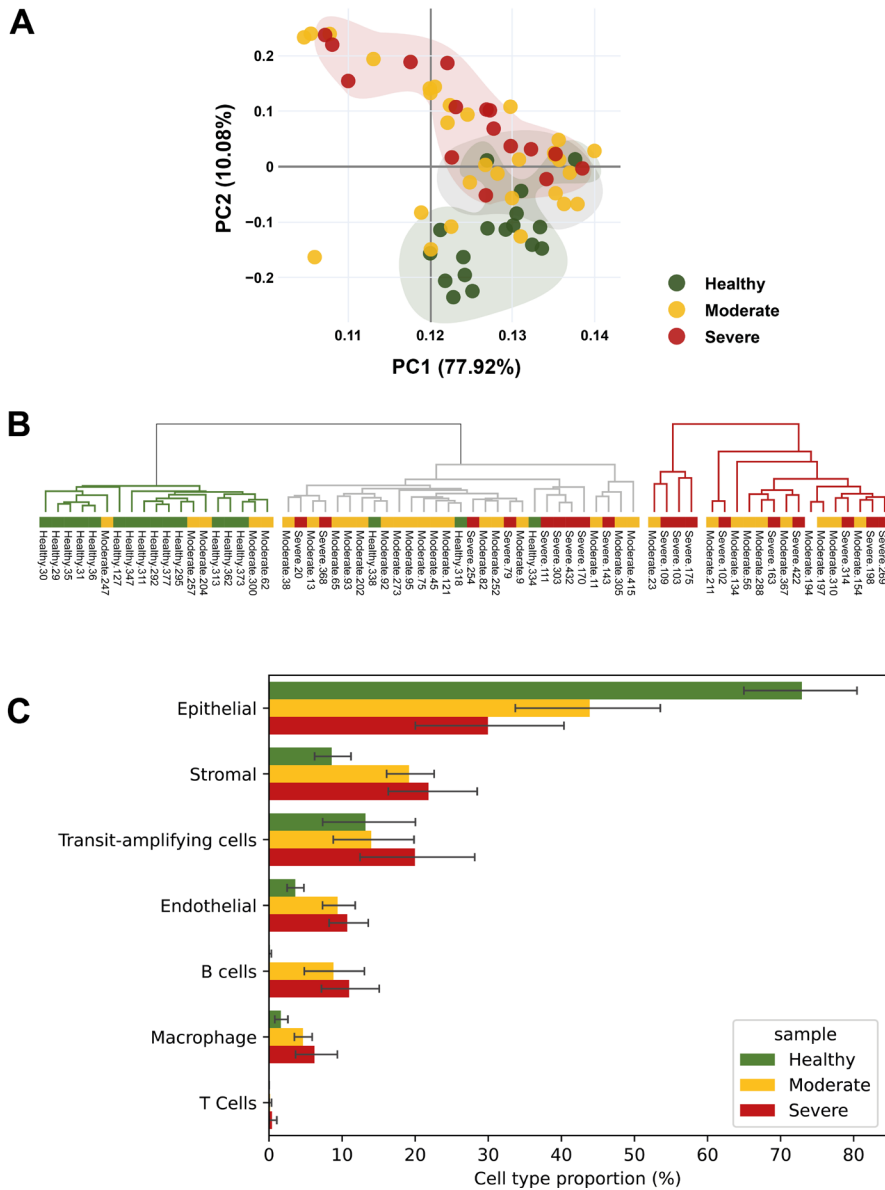 A
0.2
0.1
0
−0.1
−0.2
PC2 (10.08%)
0.11
0.12
0.13
0.14
PC1 (77.92%)
Healthy
Moderate
Severe
B
Healthy.30
Healthy.29
Healthy.35
Healthy.31
Healthy.36
Moderate.247
Healthy.127
Healthy.347
Healthy.311
Healthy.292
Healthy.377
Healthy.295
Moderate.257
Moderate.204
Healthy.313
Healthy.362
Healthy.373
Moderate.300
Moderate.62
Moderate.38
Severe.20
Moderate.13
Severe.368
Moderate.65
Moderate.93
Moderate.202
Healthy.338
Moderate.92
Moderate.273
Moderate.95
Moderate.75
Moderate.45
Moderate.121
Healthy.318
Severe.254
Moderate.82
Moderate.252
Severe.79
Moderate.9
Healthy.334
Severe.111
Severe.303
Severe.432
Severe.170
Moderate.11
Severe.143
Moderate.305
Moderate.415
Moderate.23
Severe.109
Severe.103
Severe.175
Moderate.211
Severe.102
Moderate.134
Moderate.56
Moderate.288
Severe.163
Moderate.367
Severe.422
Moderate.194
Moderate.197
Moderate.310
Severe.314
Moderate.154
Severe.198
Severe.269
C
Epithelial
Stromal
Transit-amplifying cells
Endothelial
B cells
Macrophage
T Cells
sample
Healthy
Moderate
Severe
0
10
20
30
40
50
60
70
80
Cell type proportion (%)